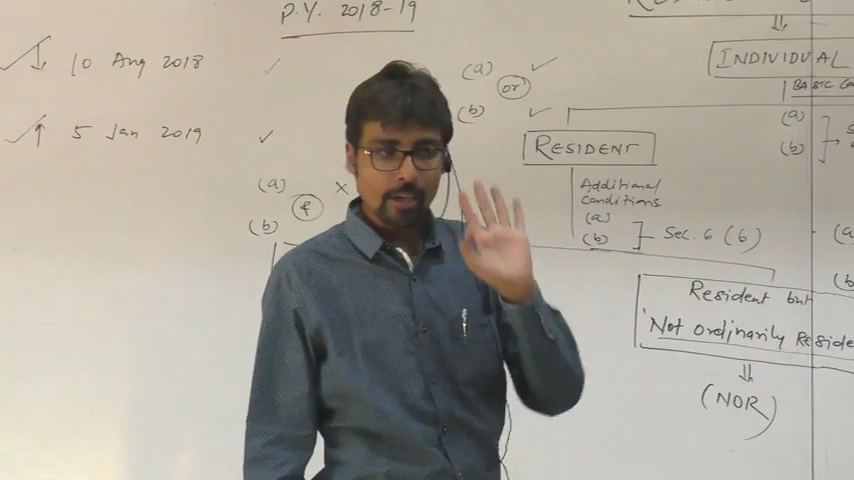 P.Y. 2018-19
10 Aug 2018
5 Jan 2019
(a)
&
(b)
(a)
or
(b)
INDIVIDUAL
BASIC
(a)
(b)
RESIDENT
Additional
Conditions
(a)
(b) Sec. 6 (6)
(a
(b
Resident but
'Not ordinarily Reside
(NOR)